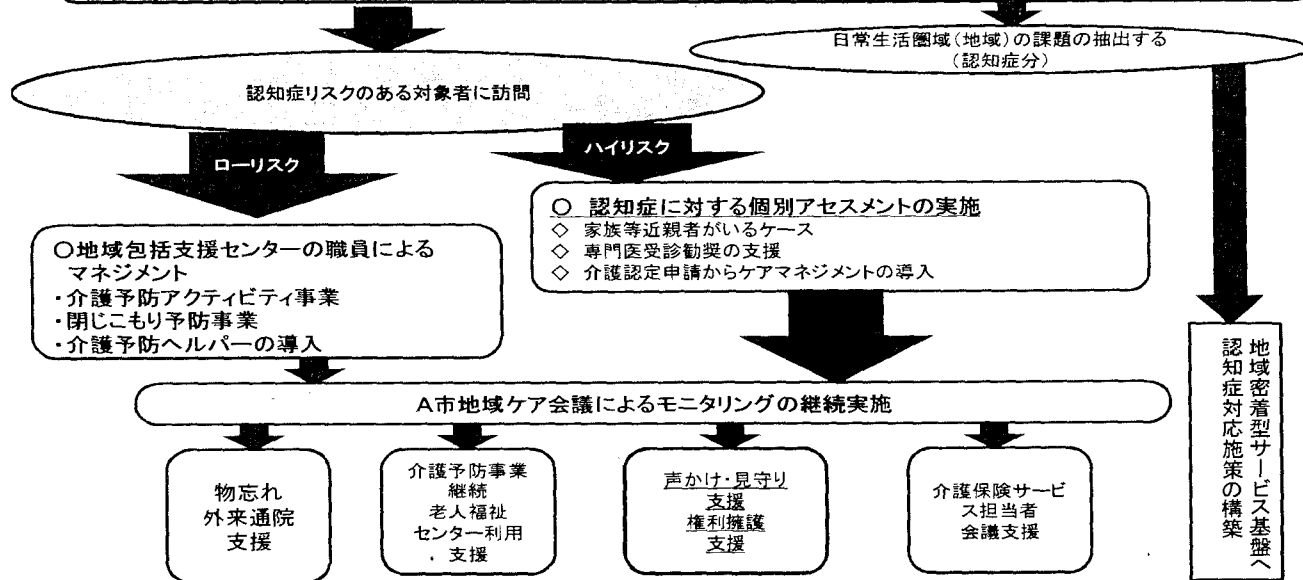 日常生活圏域(地域)の課題の抽出する
(認知症分)
認知症リスクのある対象者に訪問
ローリスク
ハイリスク
○地域包括支援センターの職員による
マネジメント
・介護予防アクティビティ事業
・閉じこもり予防事業
・介護予防ヘルパーの導入
○ 認知症に対する個別アセスメントの実施
◇ 家族等近親者がいるケース
◇ 専門医受診勧奨の支援
◇ 介護認定申請からケアマネジメントの導入
A市地域ケア会議によるモニタリングの継続実施
物忘れ
外来通院
支援
介護予防事業
継続
老人福祉
センター利用
支援
声かけ・見守り
支援
権利擁護
支援
介護保険サービ
ス担当者
会議支援
地域密着型サービス基盤へ
認知症対応施策の構築